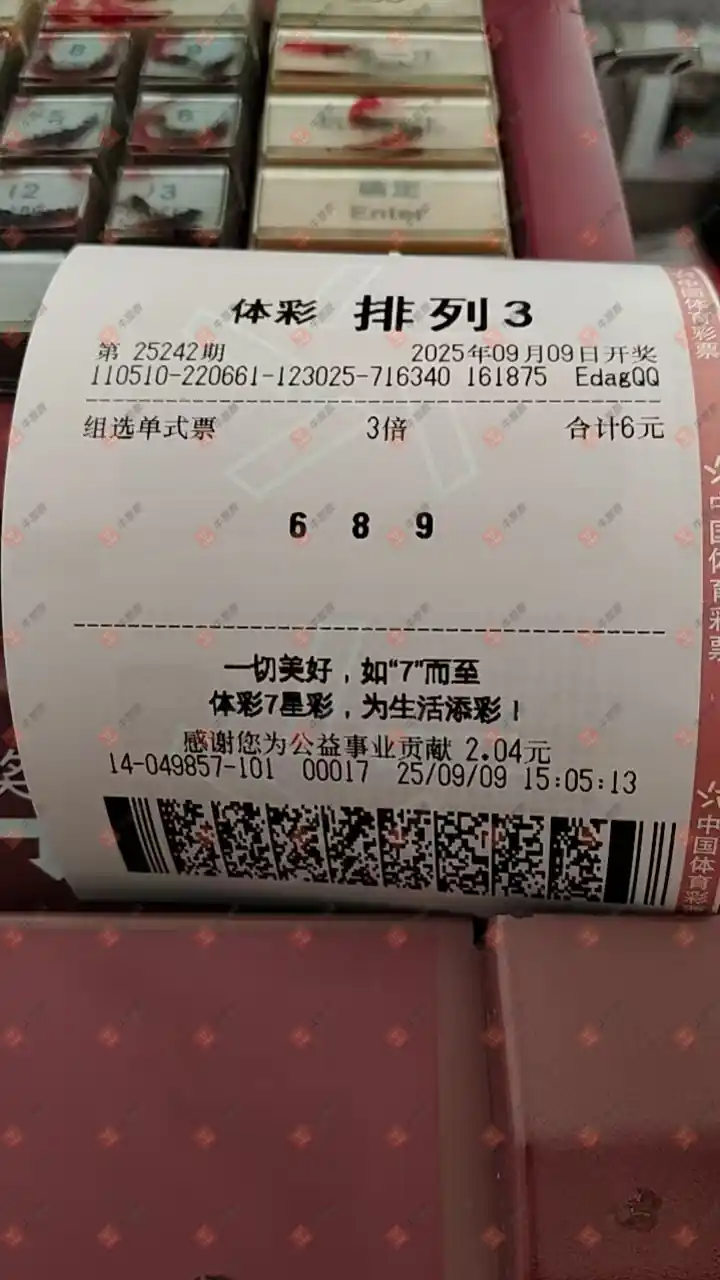 确定
Enter
体彩 排列3
第 25242期 2025年09月09日开奖
110510-220661-123025-716340 161875 EdagQQ
组选单式票 3倍 合计6元
6 8 9
一切美好，如“7”而至
体彩7星彩，为生活添彩！
感谢您为公益事业贡献 2.04元
14-049857-101 00017 25/09/09 15:05:13
中国体育彩票
中国体育彩票
中国体育彩